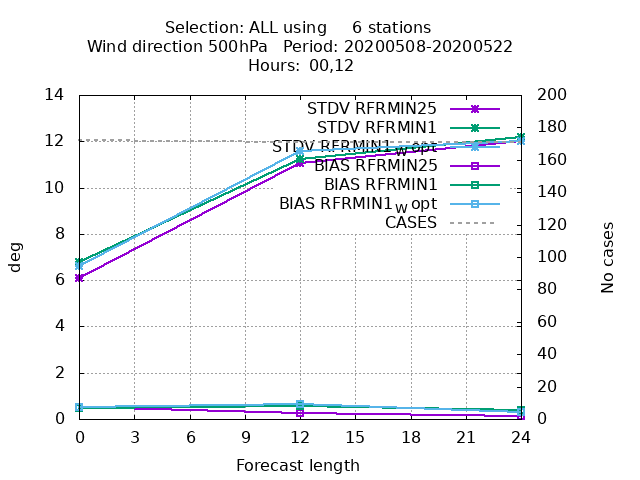 Selection: ALL using     6 stations
Wind direction 500hPa   Period: 20200508-20200522
Hours: 00,12
14
12
10
8
6
4
2
0
deg
200
180
160
140
120
100
80
60
40
20
0
No cases
STDV RFRMIN25
STDV RFRMIN1
STDV RFRMIN1W opt
BIAS RFRMIN25
BIAS RFRMIN1
BIAS RFRMIN1W opt
CASES
0 3 6 9 12 15 18 21 24
Forecast length